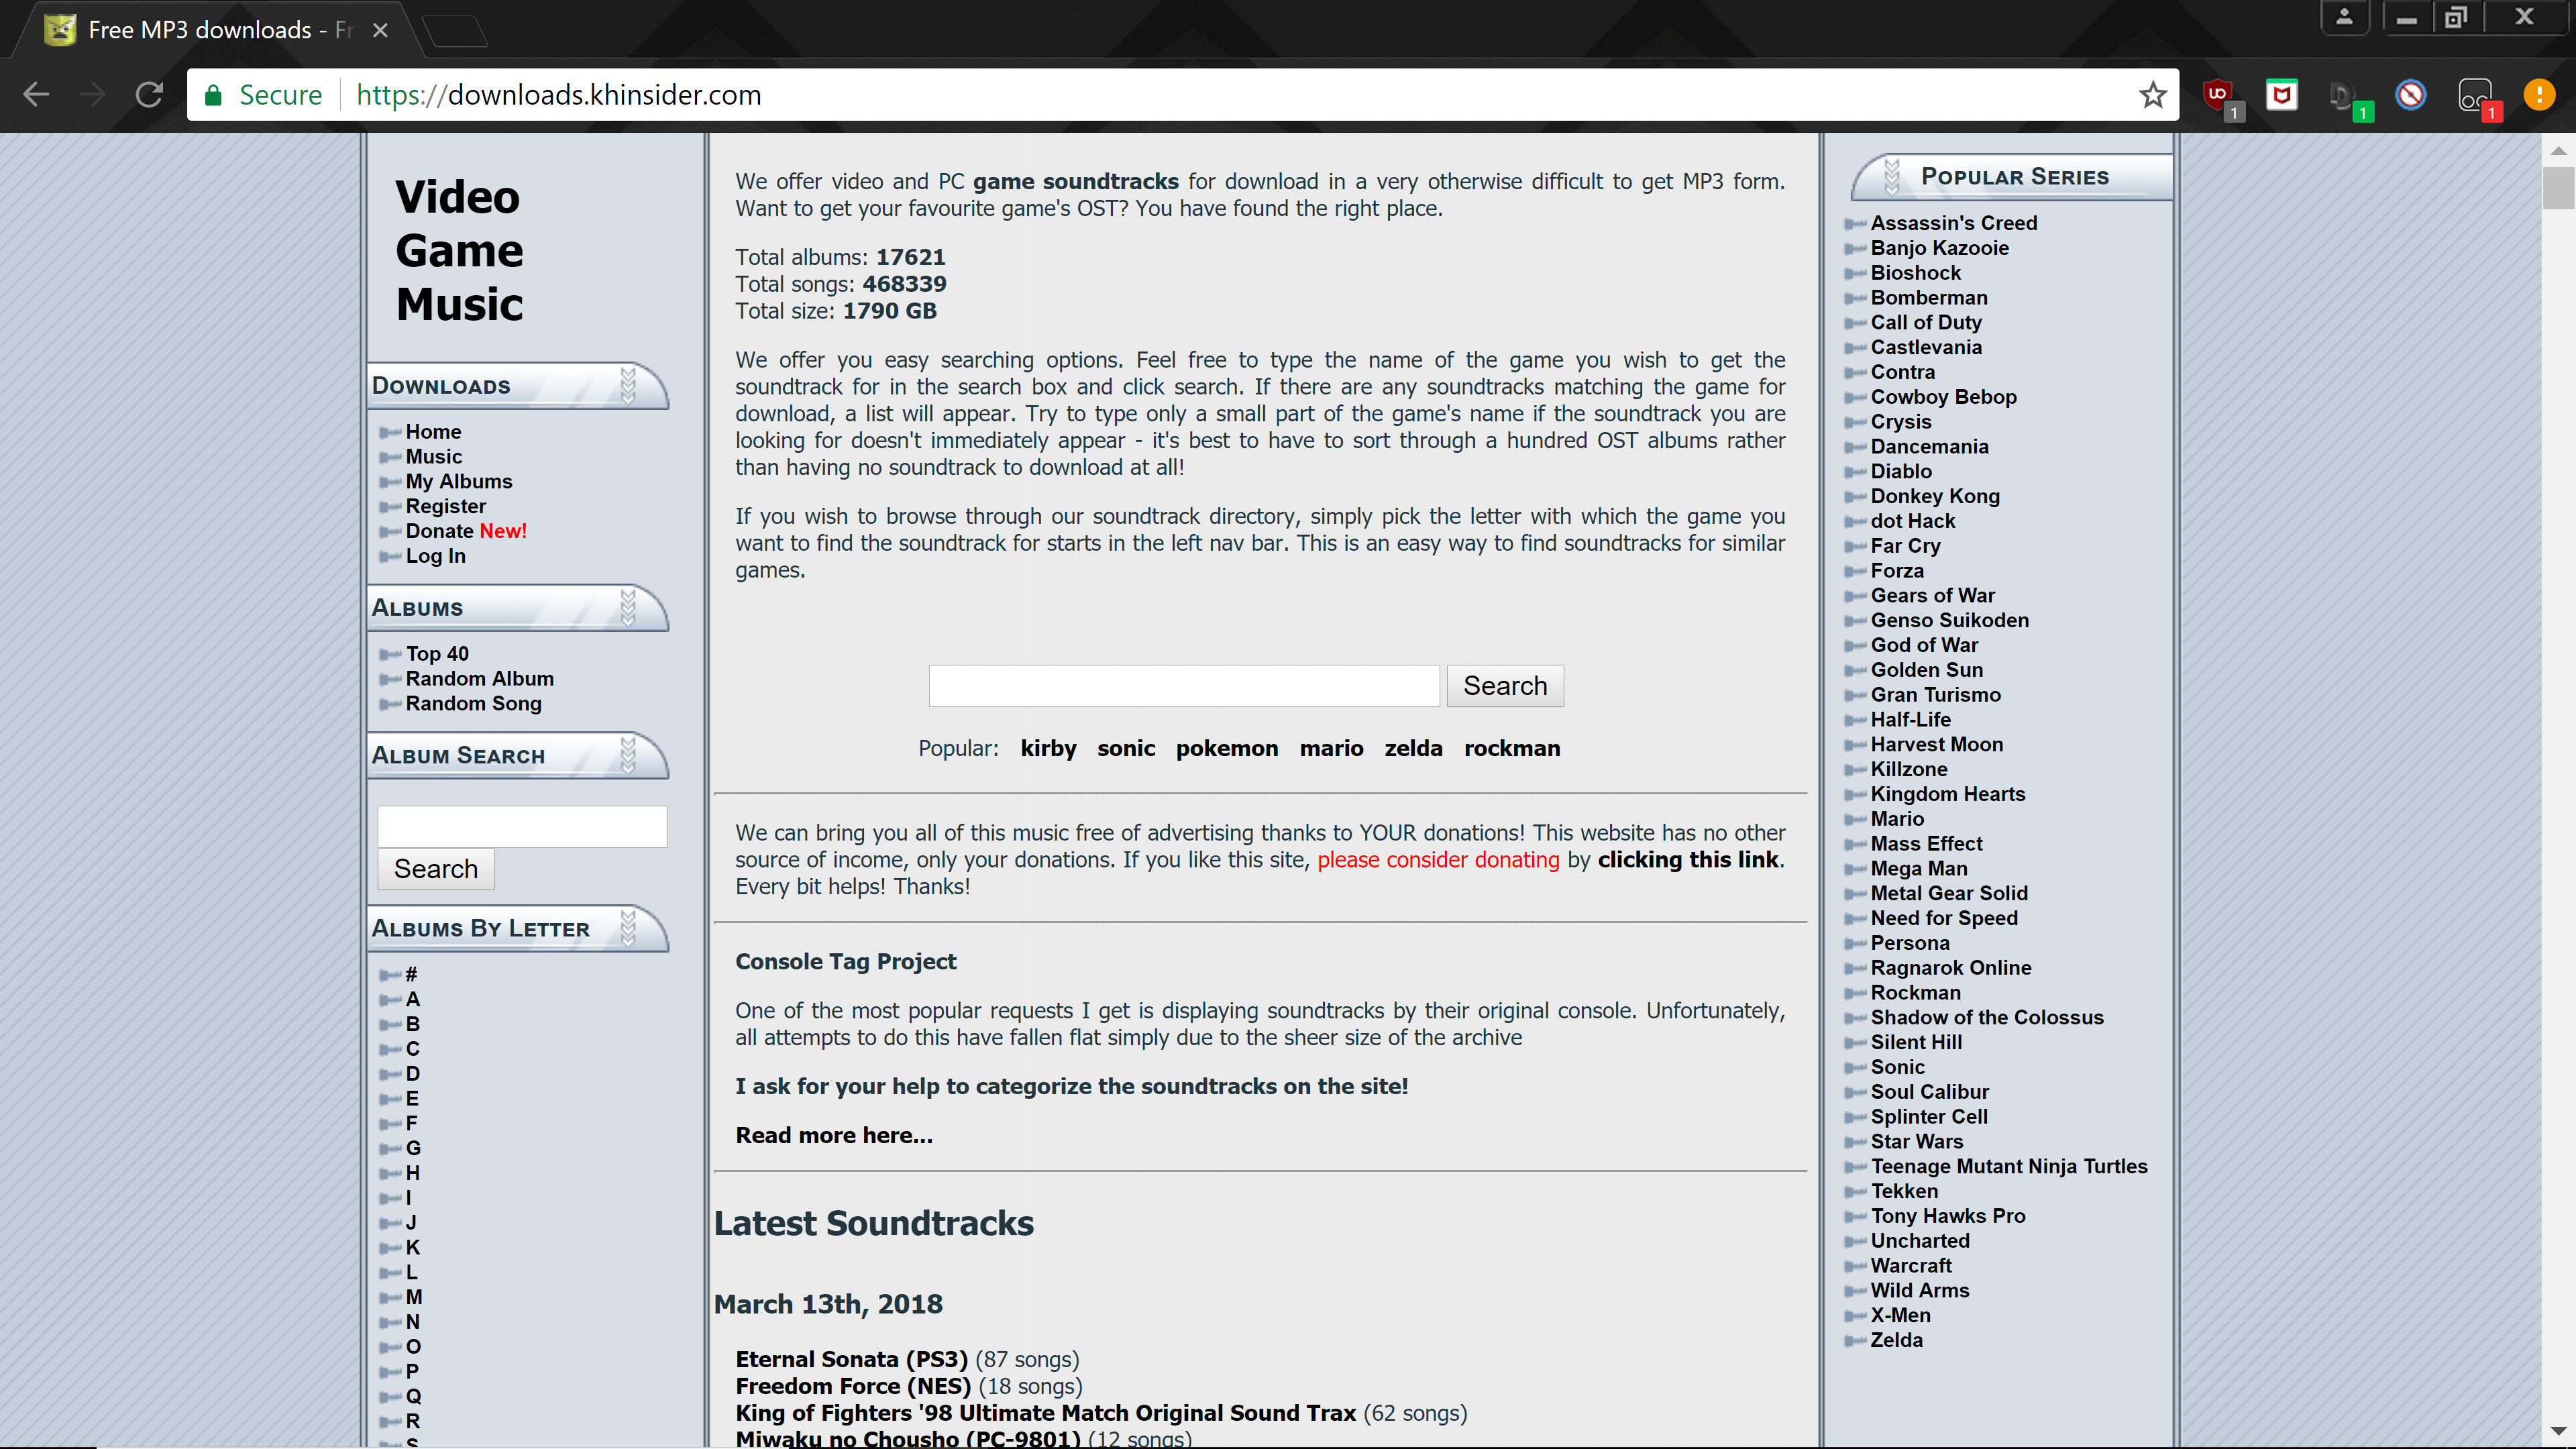 Free MP3 downloads - Fr
Secure
https://downloads.khinsider.com
1
1
1
Video
Game
Music
Downloads
Home
Music
My Albums
Register
Donate New!
Log In
Albums
Top 40
Random Album
Random Song
Album Search
Search
Albums By Letter
#
A
B
C
D
E
F
G
H
I
J
K
L
M
N
O
P
Q
R
S
We offer video and PC game soundtracks for download in a very otherwise difficult to get MP3 form.
Want to get your favourite game's OST? You have found the right place.
Total albums: 17621
Total songs: 468339
Total size: 1790 GB
We offer you easy searching options. Feel free to type the name of the game you wish to get the
soundtrack for in the search box and click search. If there are any soundtracks matching the game for
download, a list will appear. Try to type only a small part of the game's name if the soundtrack you are
looking for doesn't immediately appear - it's best to have to sort through a hundred OST albums rather
than having no soundtrack to download at all!
If you wish to browse through our soundtrack directory, simply pick the letter with which the game you
want to find the soundtrack for starts in the left nav bar. This is an easy way to find soundtracks for similar
games.
Search
Popular: kirby sonic pokemon mario zelda rockman
We can bring you all of this music free of advertising thanks to YOUR donations! This website has no other
source of income, only your donations. If you like this site, please consider donating by clicking this link.
Every bit helps! Thanks!
Console Tag Project
One of the most popular requests I get is displaying soundtracks by their original console. Unfortunately,
all attempts to do this have fallen flat simply due to the sheer size of the archive
I ask for your help to categorize the soundtracks on the site!
Read more here...
Latest Soundtracks
March 13th, 2018
Eternal Sonata (PS3) (87 songs)
Freedom Force (NES) (18 songs)
King of Fighters '98 Ultimate Match Original Sound Trax (62 songs)
Miwaku no Chousho (PC-9801) (12 songs)
Popular Series
Assassin's Creed
Banjo Kazooie
Bioshock
Bomberman
Call of Duty
Castlevania
Contra
Cowboy Bebop
Crysis
Dancemania
Diablo
Donkey Kong
dot Hack
Far Cry
Forza
Gears of War
Genso Suikoden
God of War
Golden Sun
Gran Turismo
Half-Life
Harvest Moon
Killzone
Kingdom Hearts
Mario
Mass Effect
Mega Man
Metal Gear Solid
Need for Speed
Persona
Ragnarok Online
Rockman
Shadow of the Colossus
Silent Hill
Sonic
Soul Calibur
Splinter Cell
Star Wars
Teenage Mutant Ninja Turtles
Tekken
Tony Hawks Pro
Uncharted
Warcraft
Wild Arms
X-Men
Zelda